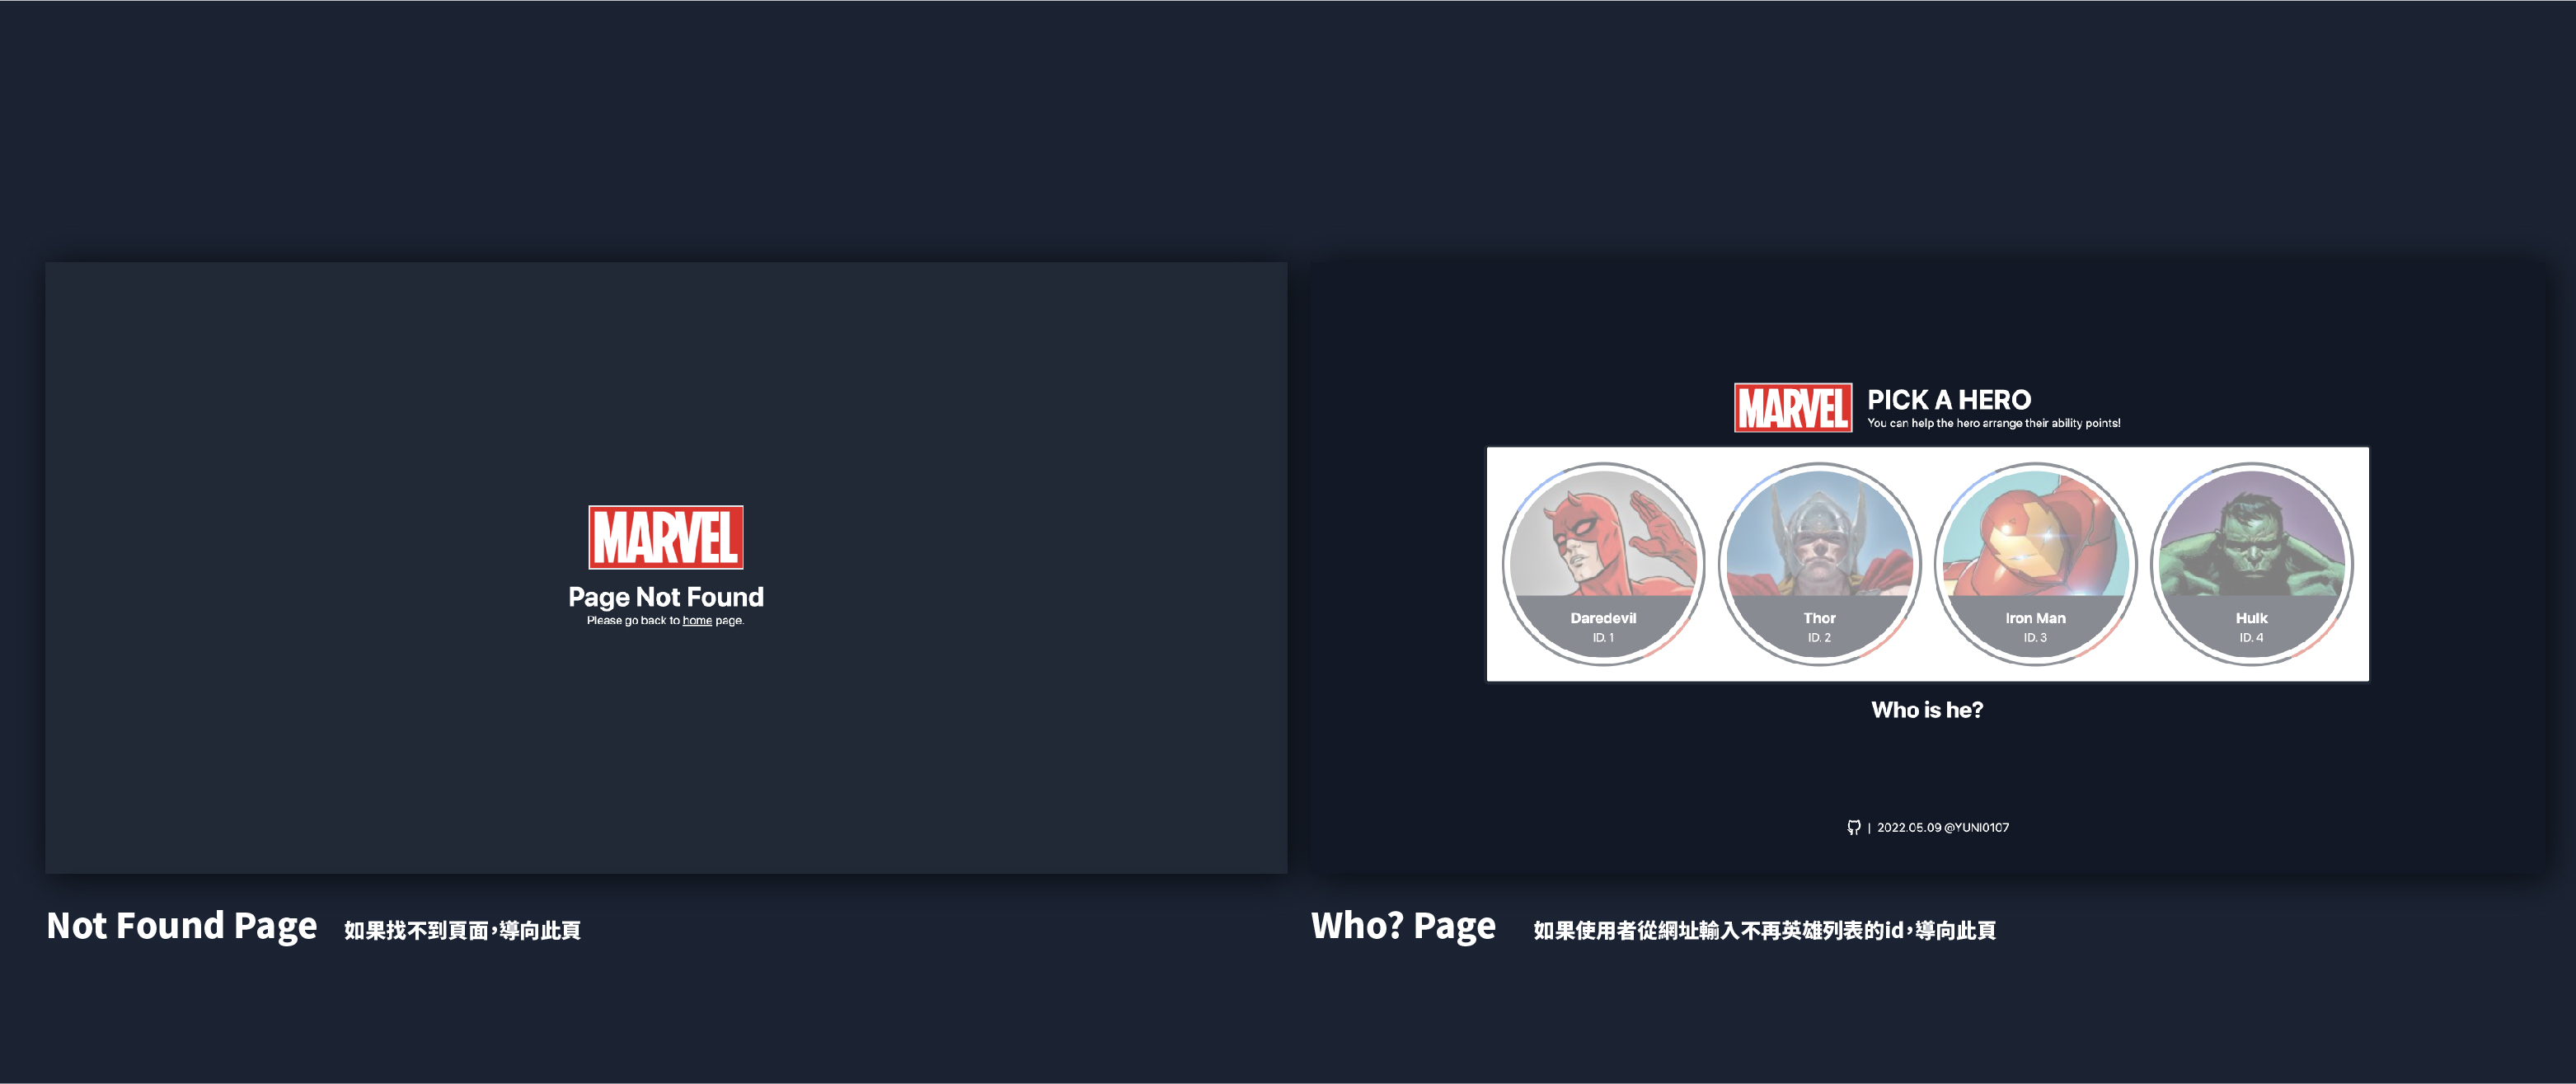 MARVEL
Page Not Found
Please go back to home page.
Not Found Page 如果找不到頁面，導向此頁
MARVEL
PICK A HERO
You can help the hero arrange their ability points!
Daredevil
ID. 1
Thor
ID. 2
Iron Man
ID. 3
Hulk
ID. 4
Who is he?
| 2022.05.09 @YUNI0107
Who? Page 如果使用者從網址輸入不再英雄列表的id，導向此頁